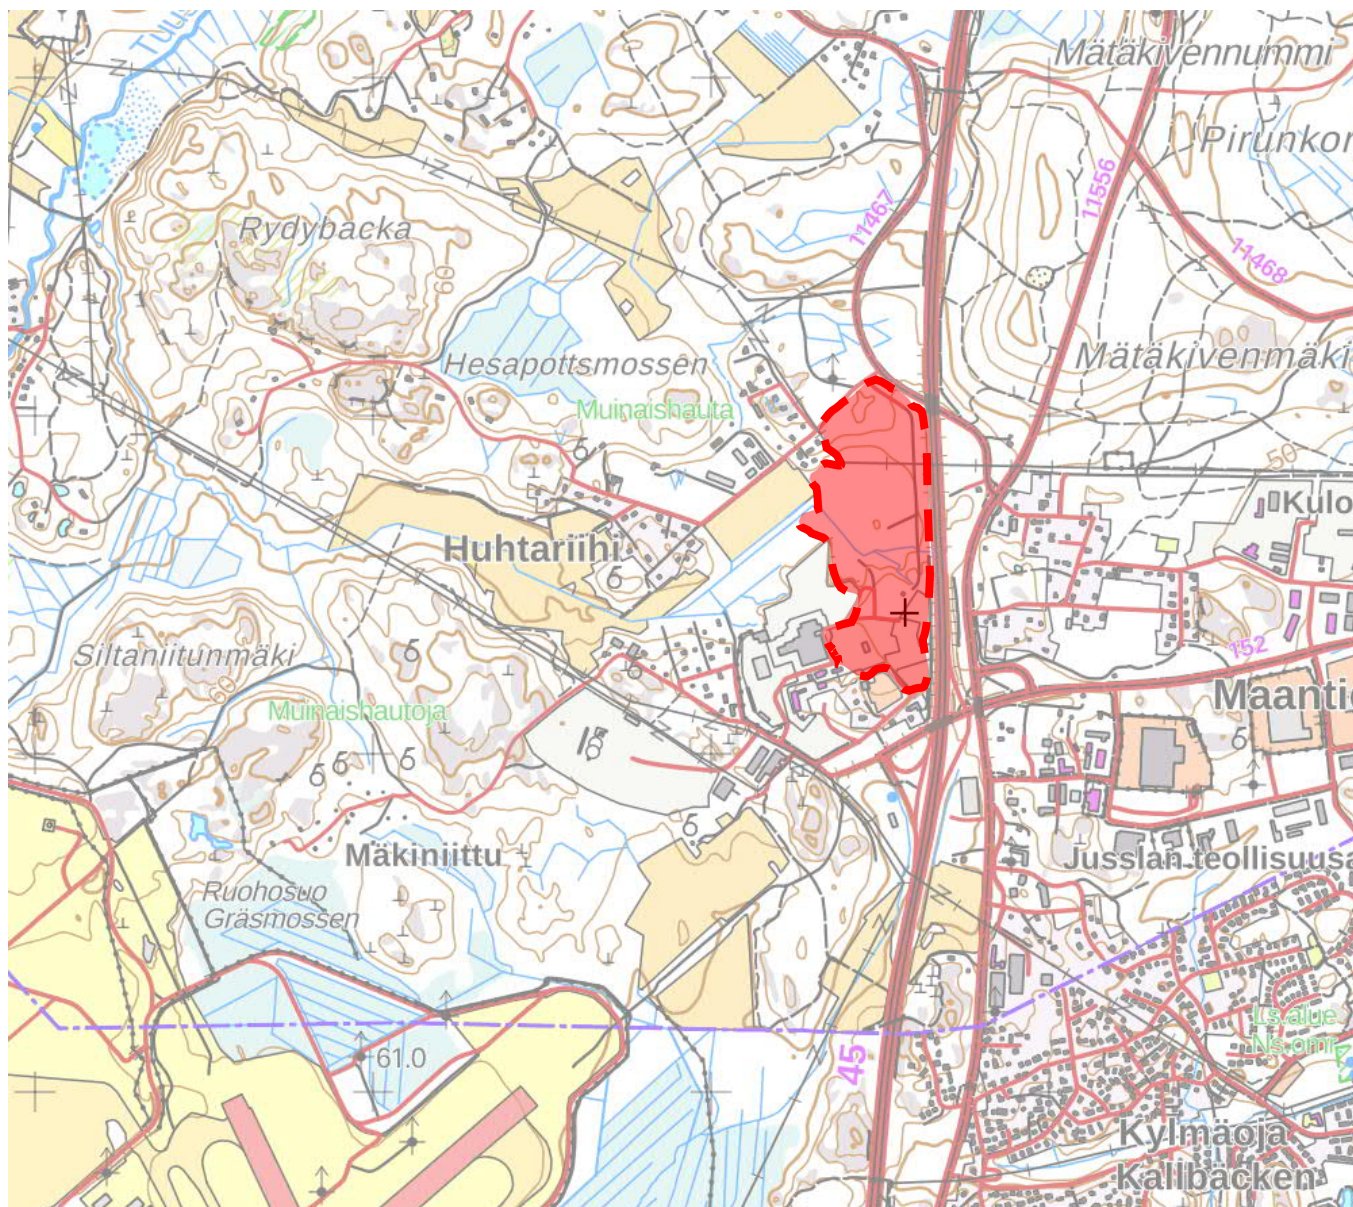 Mätäkivennummi
Pirunkor
11467
11556
11468
Rydybacka
60
Hesapottsmossen
Mätäkivenmäki
Muinaishauta
50
Kulo
Huhtariihi
Siltaniitunmäki
60
152
Maantie
Muinaishautoja
Mäkiniittu
Jusslan teollisuusa
Ruohosuo
Gräsmossen
Ls.alue
Ns.omr
61.0
45
Kylmäoja
Kallbäcken